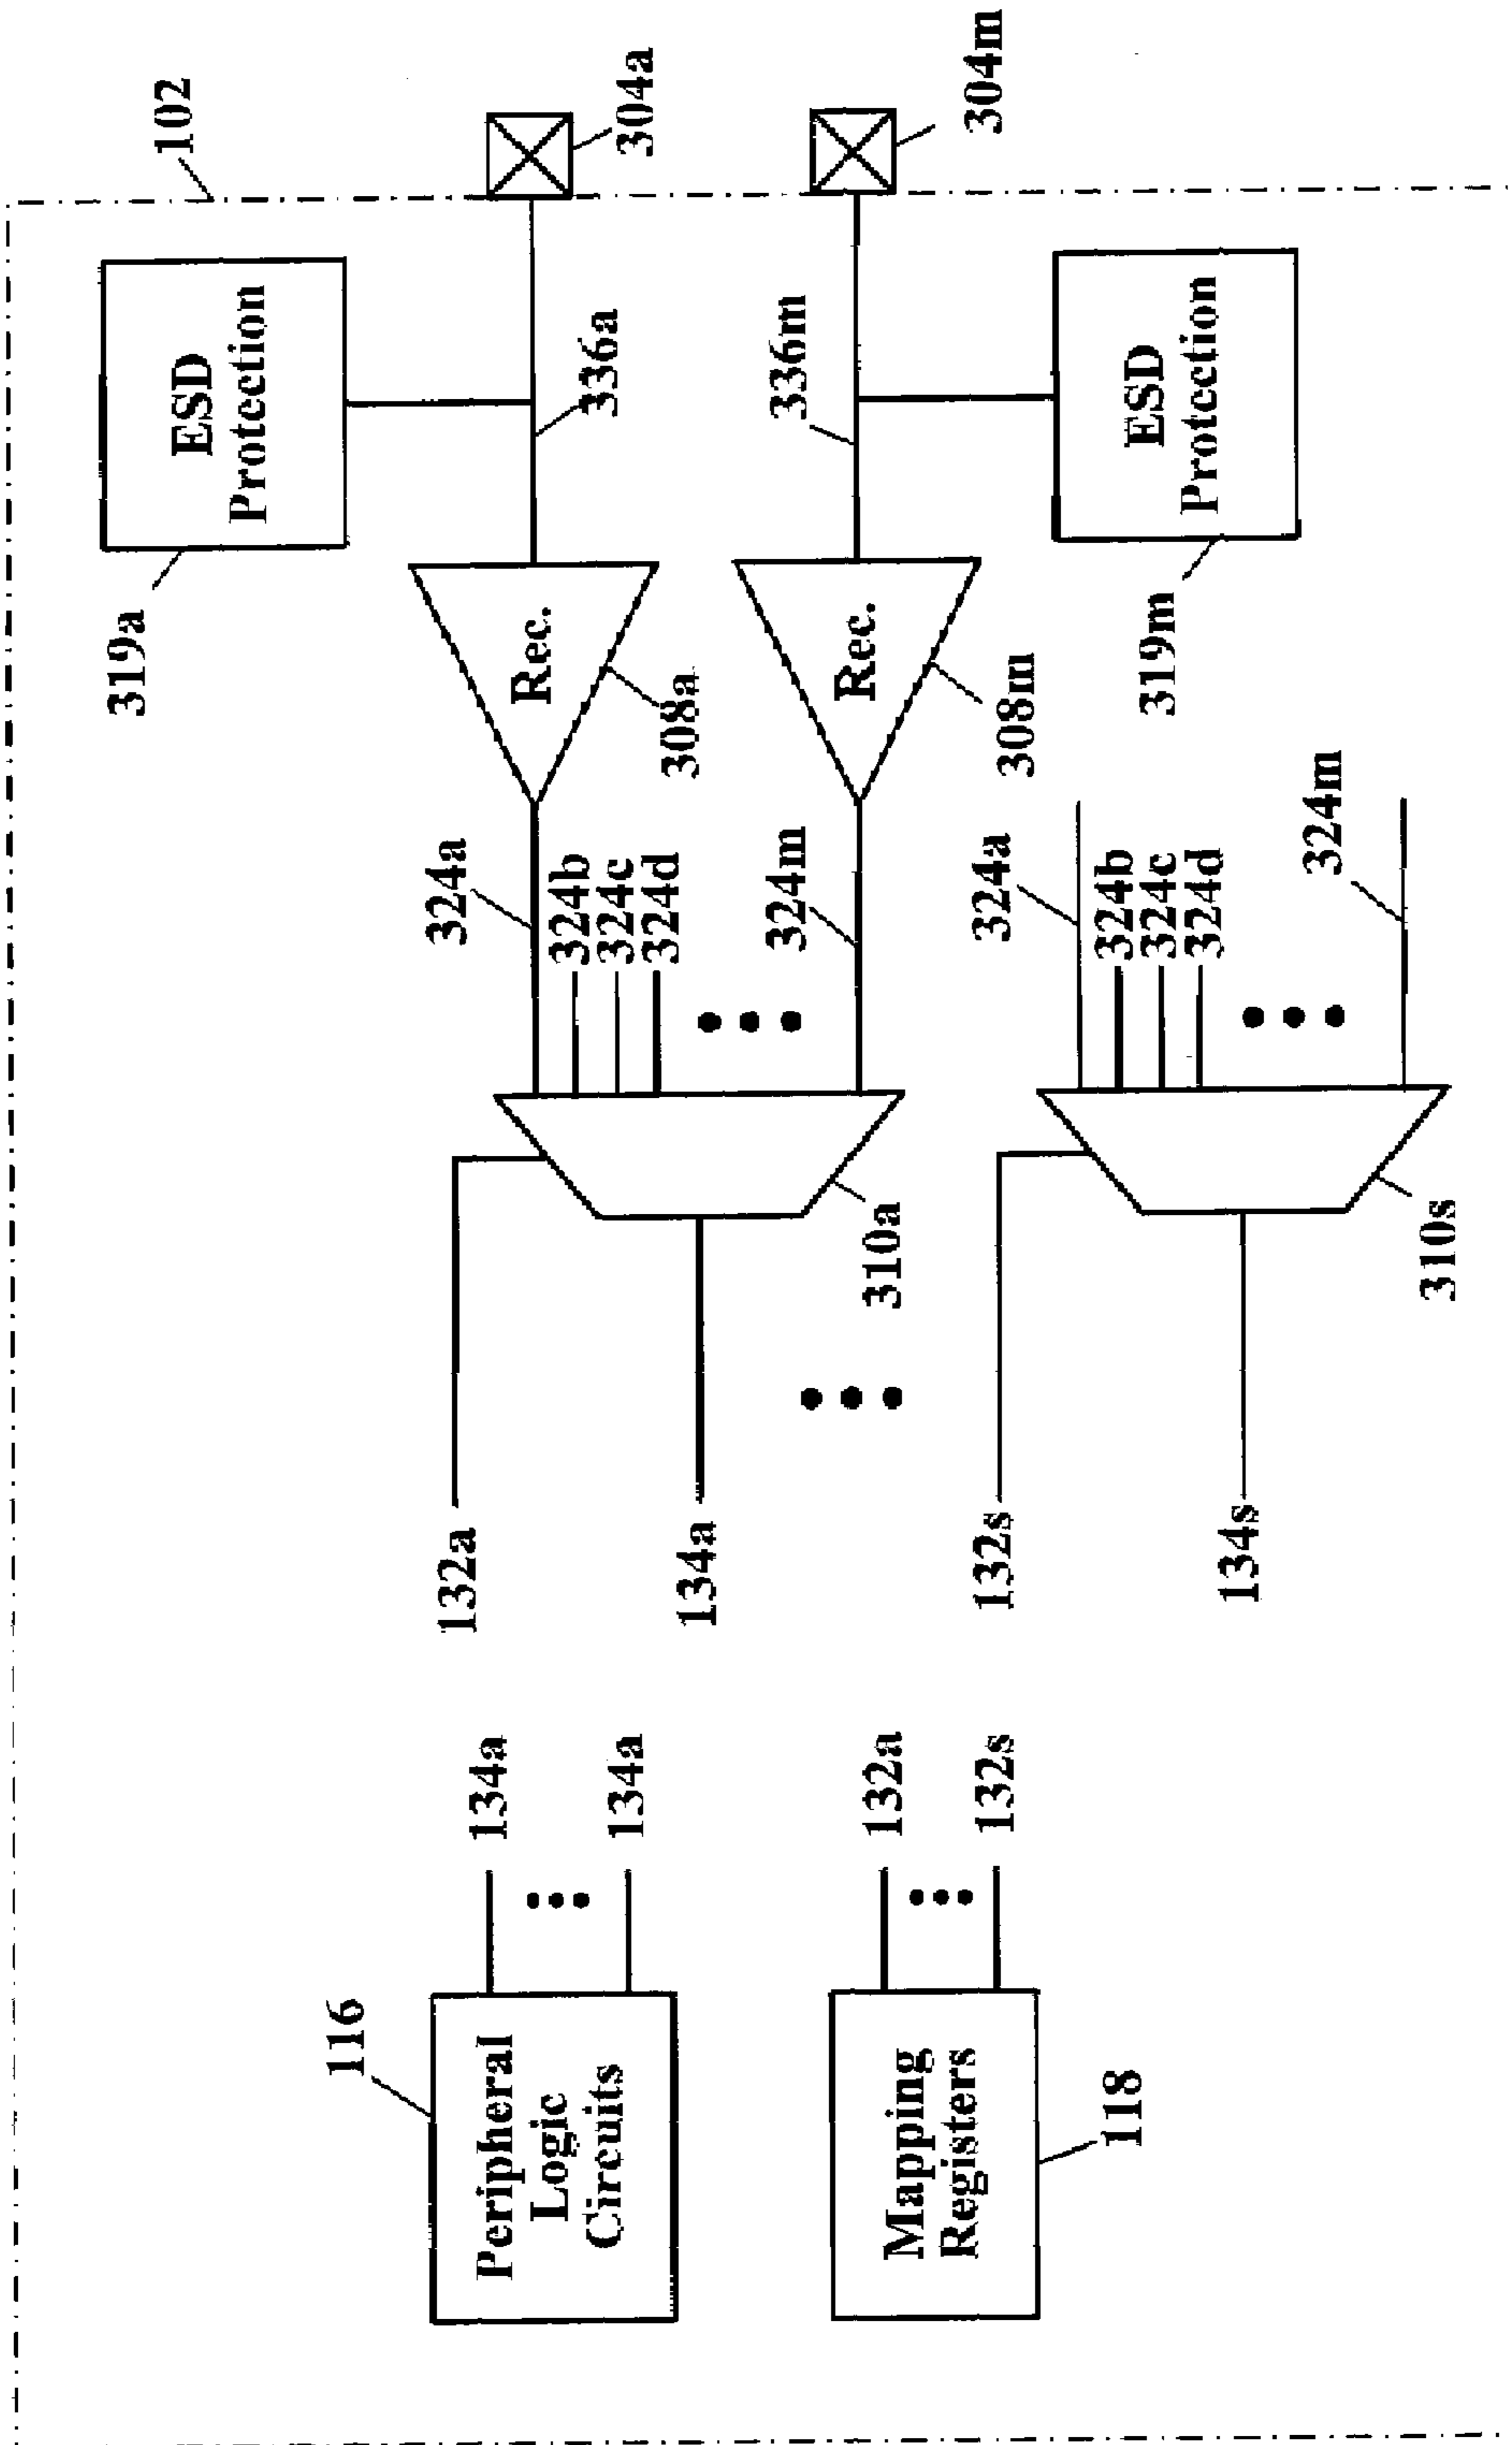 102
ESD
Protection
319a
304a
336a
Rec.
308a
324a
324b
324c
324d
304m
336m
Rec.
308m
324m
ESD
Protection
319m
324a
324b
324c
324d
324m
310a
310s
132a
134a
132s
134s
116
Peripheral
Logic
Circuits
134a
134a
Mapping
Registers
118
132a
132s